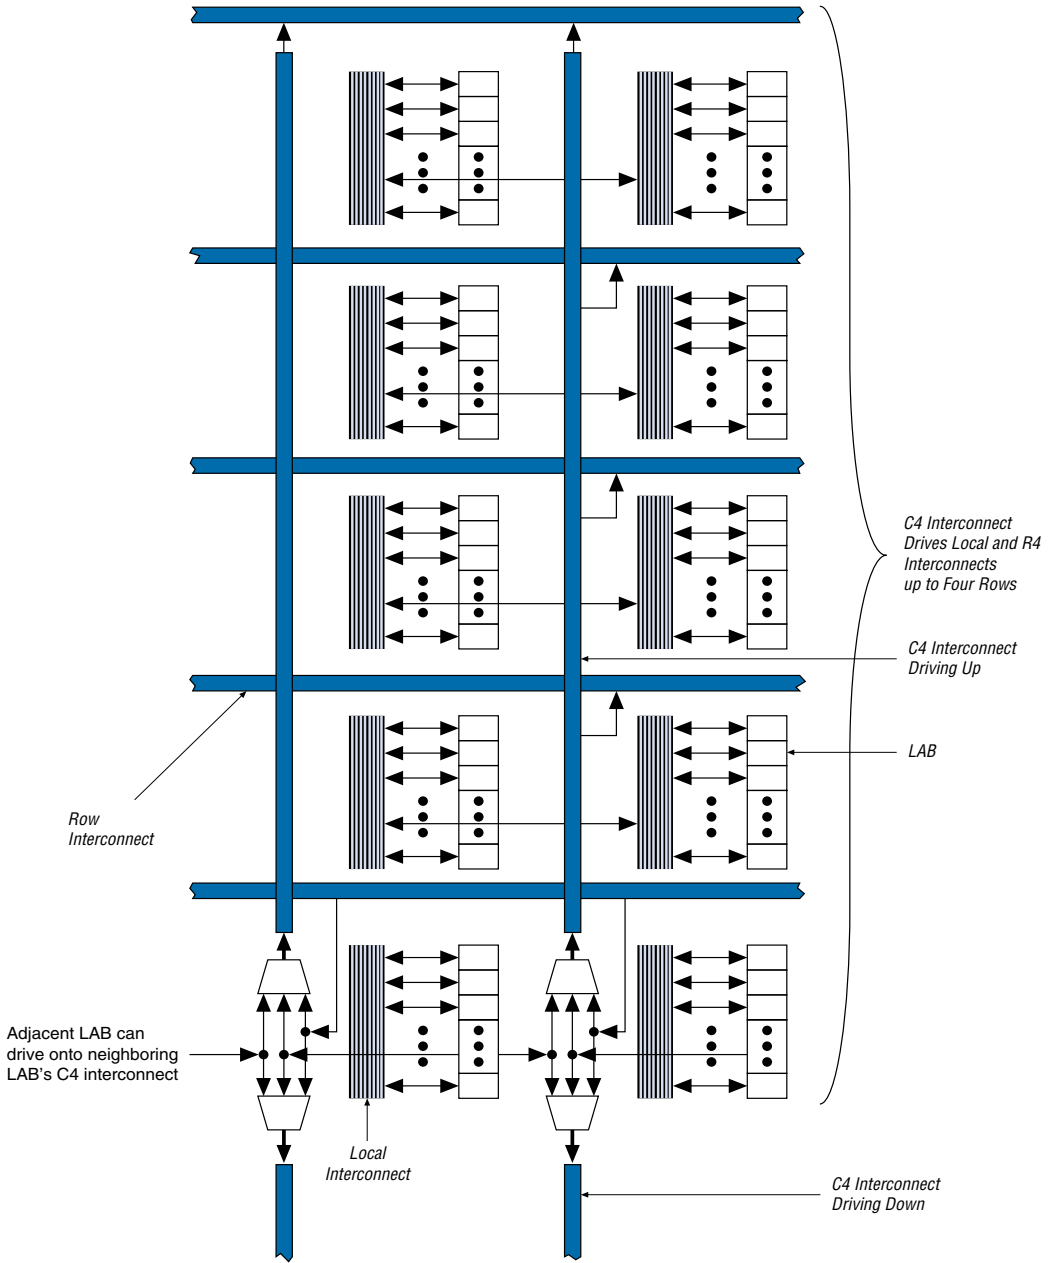 C4 Interconnect
Drives Local and R4
Interconnects
up to Four Rows
C4 Interconnect
Driving Up
LAB
Row
Interconnect
Adjacent LAB can
drive onto neighboring
LAB's C4 interconnect
Local
Interconnect
C4 Interconnect
Driving Down